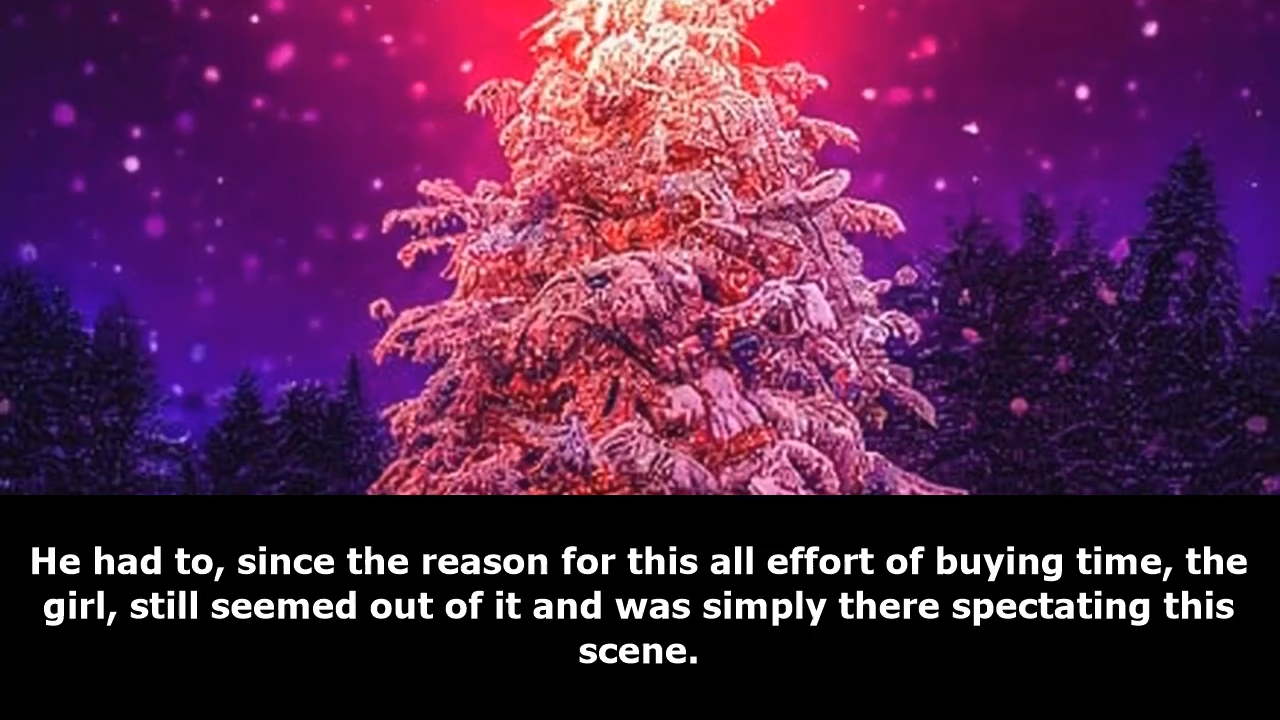 He had to, since the reason for this all effort of buying time, the
girl, still seemed out of it and was simply there spectating this
scene.